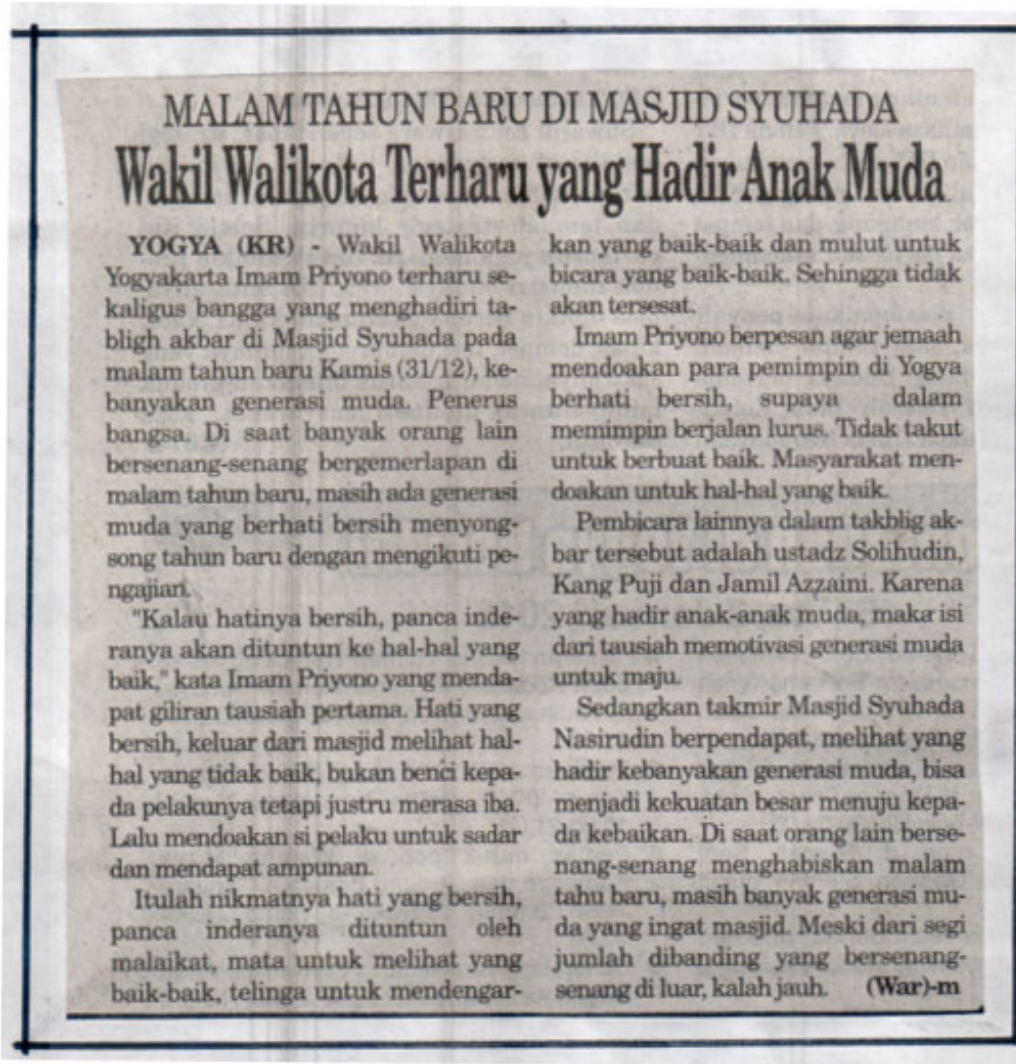 MALAM TAHUN BARU DI MASJID SYUHADA
Wakil Walikota Terharu yang Hadir Anak Muda
YOGYA (KR) - Wakil Walikota
Yogyakarta Imam Priyono terharu se-
kaligus bangga yang menghadiri ta-
bligh akbar di Masjid Syuhada pada
malam tahun baru Kamis (31/12), ke-
banyakan generasi muda. Penerus
bangsa. Di saat banyak orang lain
bersenang-senang bergemerlapan di
malam tahun baru, masih ada generasi
muda yang berhati bersih menyong-
song tahun baru dengan mengikuti pe-
ngajian.
"Kalau hatinya bersih, panca inde-
ranya akan dituntun ke hal-hal yang
baik," kata Imam Priyono yang menda-
pat giliran tausiah pertama. Hati yang
bersih, keluar dari masjid melihat hal-
hal yang tidak baik, bukan benci kepa-
da pelakunya tetapi justru merasa iba.
Lalu mendoakan si pelaku untuk sadar
dan mendapat ampunan.
Itulah nikmatnya hati yang bersih,
panca inderanya dituntun oleh
malaikat, mata untuk melihat yang
baik-baik, telinga untuk mendengar-
kan yang baik-baik dan mulut untuk
bicara yang baik-baik. Sehingga tidak
akan tersesat.
Imam Priyono berpesan agar jemaah
mendoakan para pemimpin di Yogya
berhati bersih, supaya dalam
memimpin berjalan lurus. Tidak takut
untuk berbuat baik. Masyarakat men-
doakan untuk hal-hal yang baik.
Pembicara lainnya dalam takblig ak-
bar tersebut adalah ustadz Solihudin,
Kang Puji dan Jamil Azzaini. Karena
yang hadir anak-anak muda, maka isi
dari tausiah memotivasi generasi muda
untuk maju.
Sedangkan takmir Masjid Syuhada
Nasirudin berpendapat, melihat yang
hadir kebanyakan generasi muda, bisa
menjadi kekuatan besar menuju kepa-
da kebaikan. Di saat orang lain berse-
nang-senang menghabiskan malam
tahu baru, masih banyak generasi mu-
da yang ingat masjid. Meski dari segi
jumlah dibanding yang bersenang-
senang di luar, kalah jauh. (War)-m